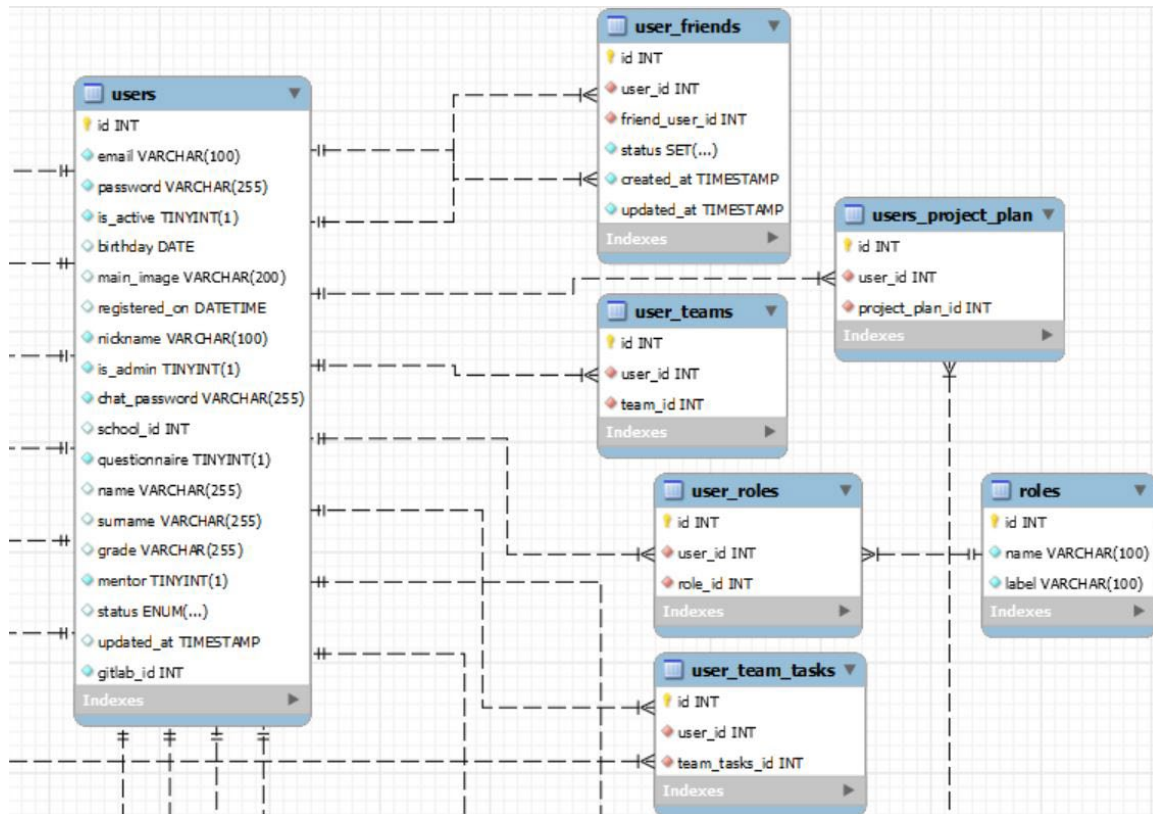 users
id INT
email VARCHAR(100)
password VARCHAR(255)
is_active TINYINT(1)
birthday DATE
main_image VARCHAR(200)
registered_on DATETIME
nickname VARCHAR(100)
is_admin TINYINT(1)
chat_password VARCHAR(255)
school_id INT
questionnaire TINYINT(1)
name VARCHAR(255)
surname VARCHAR(255)
grade VARCHAR(255)
mentor TINYINT(1)
status ENUM(...)
updated_at TIMESTAMP
gitlab_id INT
Indexes
user_friends
id INT
user_id INT
friend_user_id INT
status SET(...)
created_at TIMESTAMP
updated_at TIMESTAMP
Indexes
users_project_plan
id INT
user_id INT
project_plan_id INT
Indexes
user_teams
id INT
user_id INT
team_id INT
Indexes
user_roles
id INT
user_id INT
role_id INT
Indexes
roles
id INT
name VARCHAR(100)
label VARCHAR(100)
Indexes
user_team_tasks
id INT
user_id INT
team_tasks_id INT
Indexes